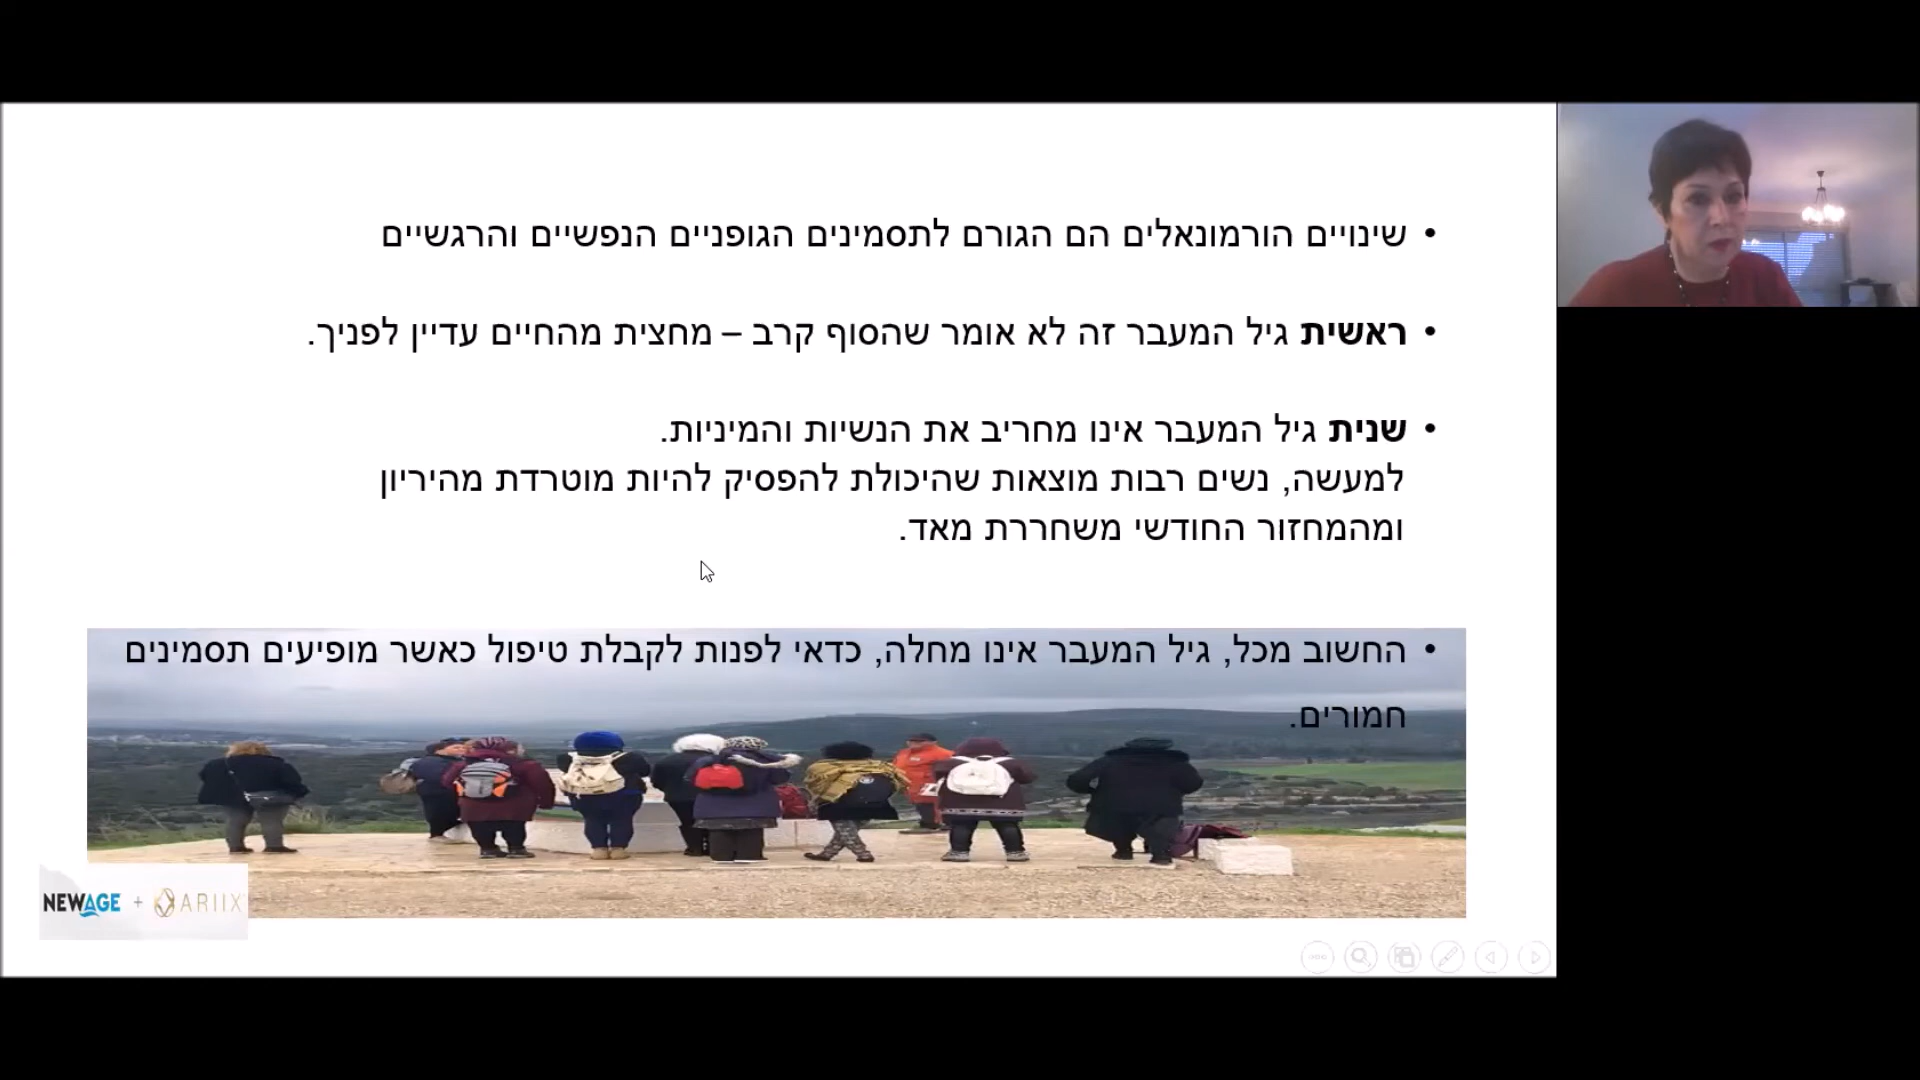 • שינויים הורמונאלים הם הגורם לתסמינים הגופניים הנפשיים והרגשיים
• ראשית גיל המעבר זה לא אומר שהסוף קרב – מחצית מהחיים עדיין לפניך.
• שנית גיל המעבר אינו מחריב את הנשיות והמיניות.
למעשה, נשים רבות מוצאות שהיכולת להפסיק להיות מוטרדת מהיריון
ומהמחזור החודשי משחררת מאד.
• החשוב מכל, גיל המעבר אינו מחלה, כדאי לפנות לקבלת טיפול כאשר מופיעים תסמינים
חמורים.
NEWAGE + ARIIX